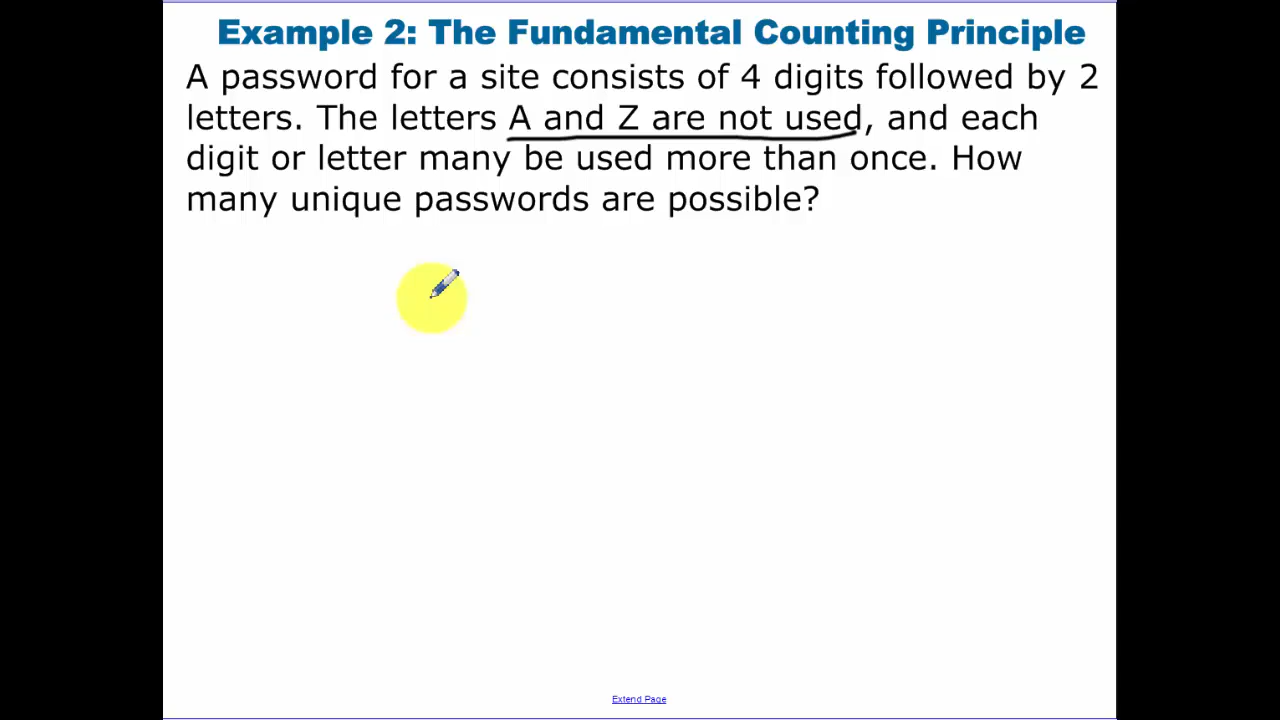 Example 2: The Fundamental Counting Principle
A password for a site consists of 4 digits followed by 2
letters. The letters A and Z are not used, and each
digit or letter many be used more than once. How
many unique passwords are possible?
Extend Page